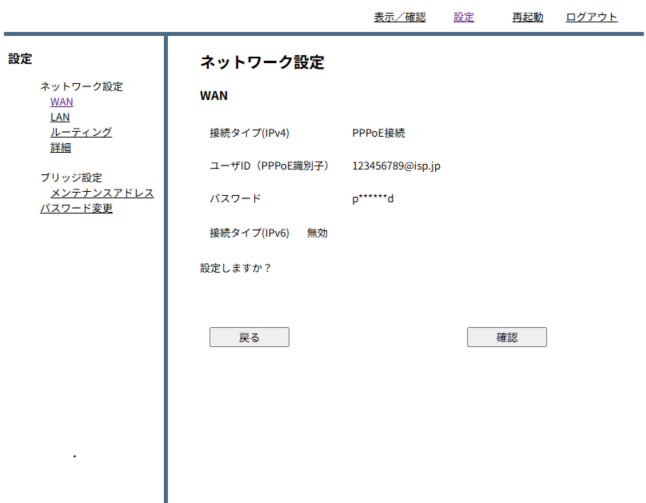 表示／確認 設定 再起動 ログアウト
設定
ネットワーク設定
WAN
LAN
ルーティング
詳細
ブリッジ設定
メンテナンスアドレス
パスワード変更
ネットワーク設定
WAN
接続タイプ(IPv4) PPPoE接続
ユーザID（PPPoE識別子） 123456789@isp.jp
パスワード p******d
接続タイプ(IPv6) 無効
設定しますか？
戻る 確認